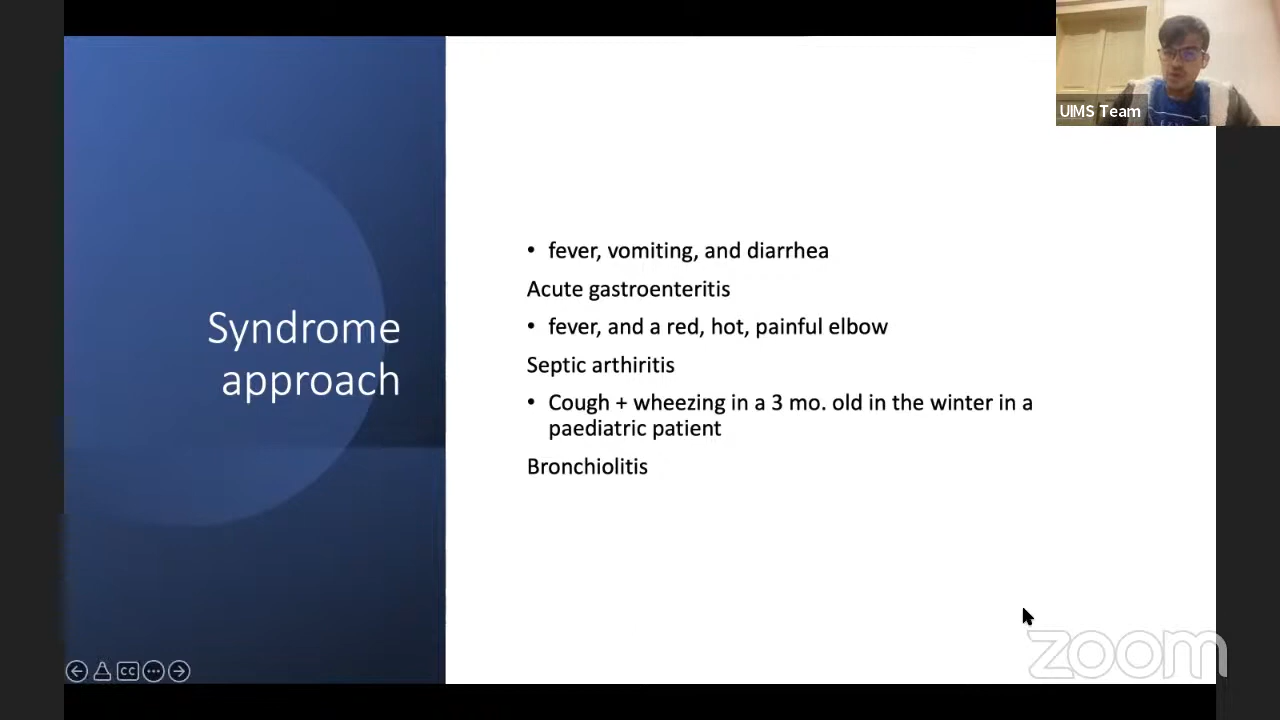 UIMS Team
Syndrome
approach
• fever, vomiting, and diarrhea
Acute gastroenteritis
• fever, and a red, hot, painful elbow
Septic arthiritis
• Cough + wheezing in a 3 mo. old in the winter in a
paediatric patient
Bronchiolitis
CC
zoom